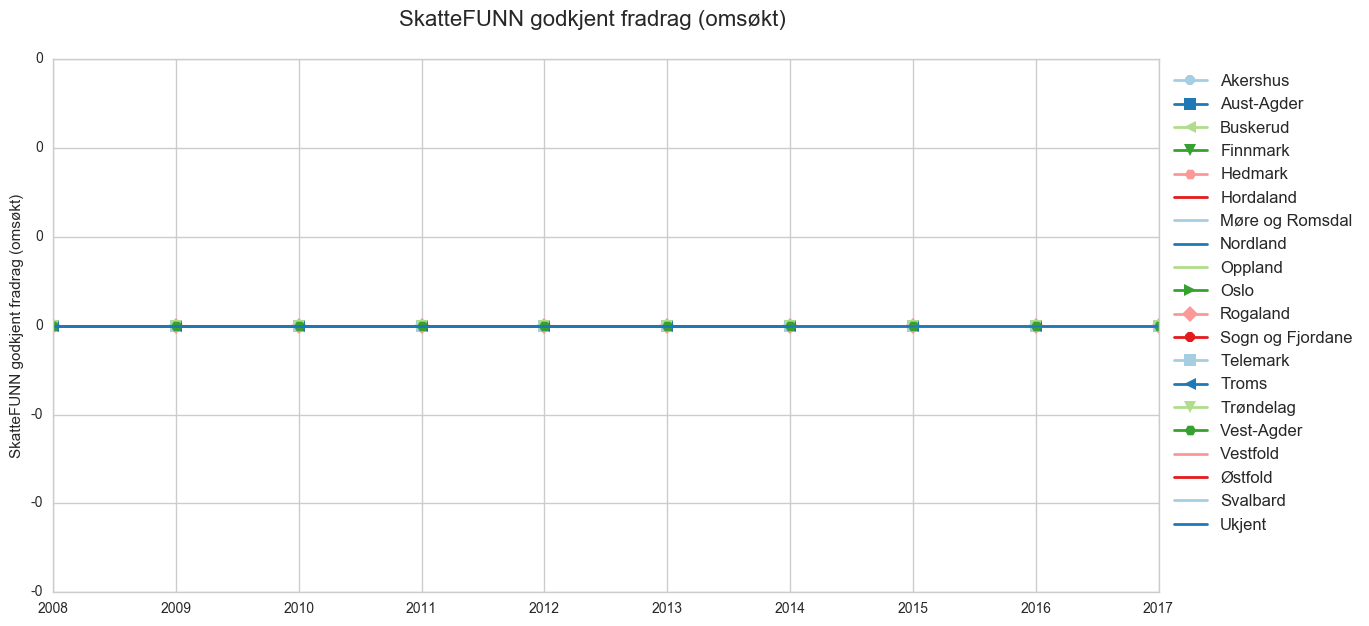 SkatteFUNN godkjent fradrag (omsøkt)
SkatteFUNN godkjent fradrag (omsøkt)
0
0
0
0
-0
-0
-0
2008 2009 2010 2011 2012 2013 2014 2015 2016 2017
Akershus
Aust-Agder
Buskerud
Finnmark
Hedmark
Hordaland
Møre og Romsdal
Nordland
Oppland
Oslo
Rogaland
Sogn og Fjordane
Telemark
Troms
Trøndelag
Vest-Agder
Vestfold
Østfold
Svalbard
Ukjent